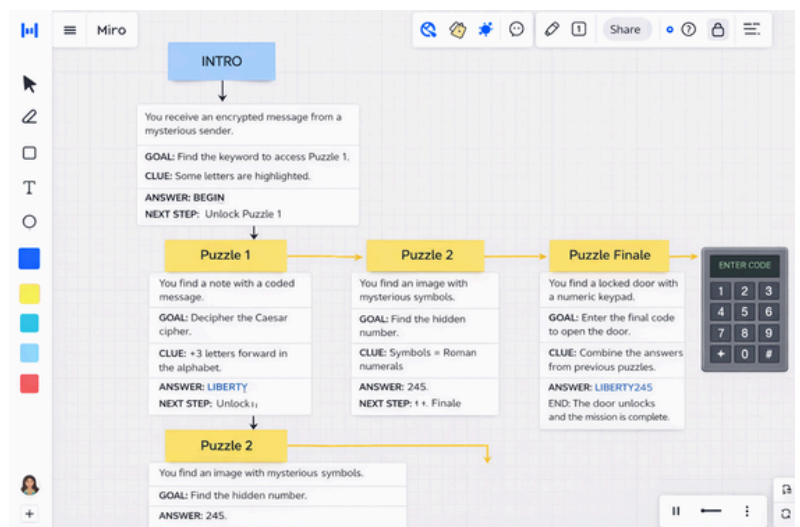 Miro
1
Share
?
INTRO
You receive an encrypted message from a
mysterious sender.
GOAL: Find the keyword to access Puzzle 1.
CLUE: Some letters are highlighted.
ANSWER: BEGIN
NEXT STEP: Unlock Puzzle 1
Puzzle 1
You find a note with a coded
message.
GOAL: Decipher the Caesar
cipher.
CLUE: +3 letters forward in
the alphabet.
ANSWER: LIBERTY
NEXT STEP: Unlock
Puzzle 2
You find an image with
mysterious symbols.
GOAL: Find the hidden
number.
CLUE: Symbols = Roman
numerals
ANSWER: 245.
NEXT STEP: Finale
Puzzle Finale
You find a locked door with
a numeric keypad.
GOAL: Enter the final code
to open the door.
CLUE: Combine the answers
from previous puzzles.
ANSWER: LIBERTY245
END: The door unlocks
and the mission is complete.
ENTER CODE
1 2 3
4 5 6
7 8 9
+ 0 #
Puzzle 2
You find an image with mysterious symbols.
GOAL: Find the hidden number.
ANSWER: 245.
T
+